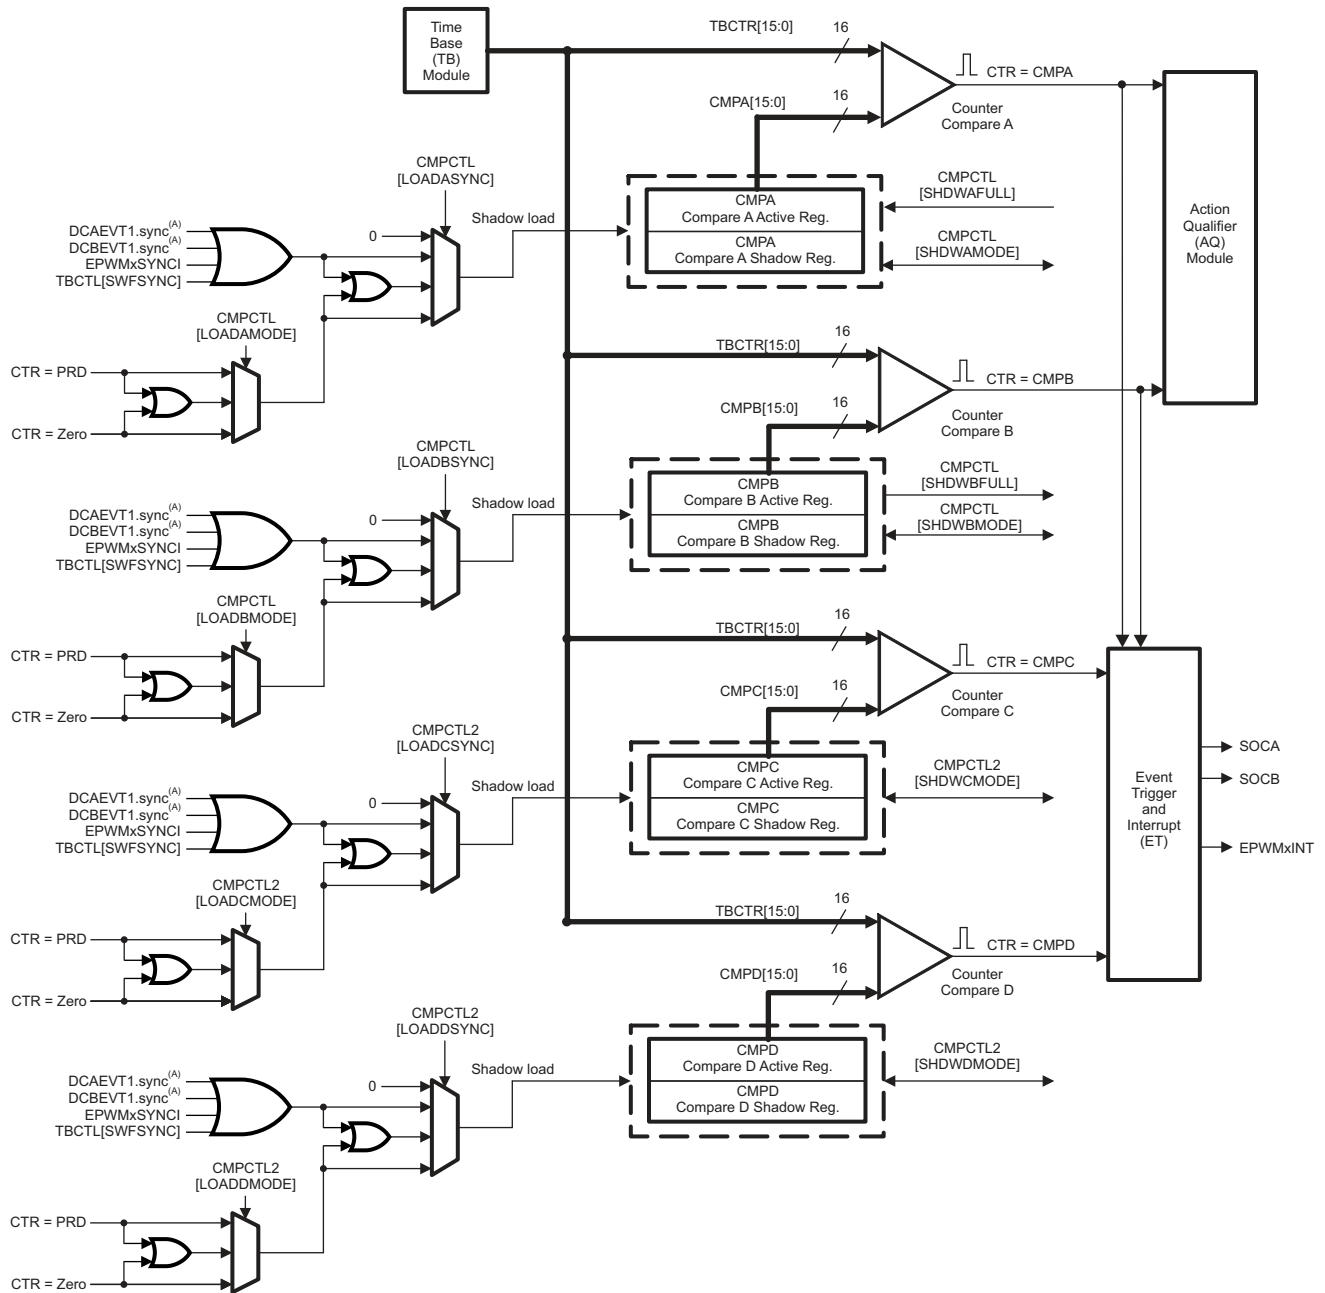 Time
Base
(TB)
Module
TBCTR[15:0]
16
CTR = CMPA
CMPA[15:0]
16
Counter
Compare A
CMPCTL
[LOADASYNC]
Shadow load
0
DCAEVT1.sync(A)
DCBEVT1.sync(A)
EPWMxSYNCI
TBCTL[SWFSYNC]
CMPA
Compare A Active Reg.
CMPA
Compare A Shadow Reg.
CMPCTL
[SHDWAFULL]
CMPCTL
[SHDWAMODE]
Action
Qualifier
(AQ)
Module
CMPCTL
[LOADAMODE]
CTR = PRD
CTR = Zero
TBCTR[15:0]
16
CTR = CMPB
CMPB[15:0]
16
Counter
Compare B
CMPCTL
[LOADBSYNC]
Shadow load
0
DCAEVT1.sync(A)
DCBEVT1.sync(A)
EPWMxSYNCI
TBCTL[SWFSYNC]
CMPB
Compare B Active Reg.
CMPB
Compare B Shadow Reg.
CMPCTL
[SHDWBFULL]
CMPCTL
[SHDWBMODE]
CMPCTL
[LOADBMODE]
CTR = PRD
CTR = Zero
TBCTR[15:0]
16
CTR = CMPC
CMPC[15:0]
16
Counter
Compare C
CMPCTL2
[LOADCSYNC]
Shadow load
0
DCAEVT1.sync(A)
DCBEVT1.sync(A)
EPWMxSYNCI
TBCTL[SWFSYNC]
CMPC
Compare C Active Reg.
CMPC
Compare C Shadow Reg.
CMPCTL2
[SHDWCMODE]
Event
Trigger
and
Interrupt
(ET)
SOCA
SOCB
EPWMxINT
CMPCTL2
[LOADCMODE]
CTR = PRD
CTR = Zero
TBCTR[15:0]
16
CTR = CMPD
CMPD[15:0]
16
Counter
Compare D
CMPCTL2
[LOADDSYNC]
Shadow load
0
DCAEVT1.sync(A)
DCBEVT1.sync(A)
EPWMxSYNCI
TBCTL[SWFSYNC]
CMPD
Compare D Active Reg.
CMPD
Compare D Shadow Reg.
CMPCTL2
[SHDWDMODE]
CMPCTL2
[LOADDMODE]
CTR = PRD
CTR = Zero